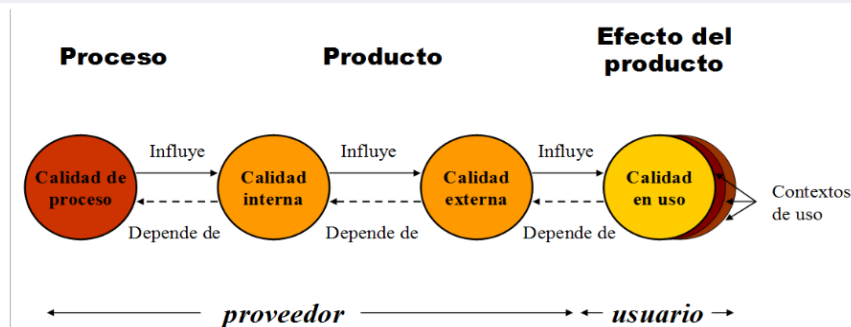 Proceso
Producto
Efecto del
producto
Calidad de
proceso
Influye
Depende de
Calidad
interna
Influye
Depende de
Calidad
externa
Influye
Depende de
Calidad
en uso
Contextos
de uso
proveedor
usuario